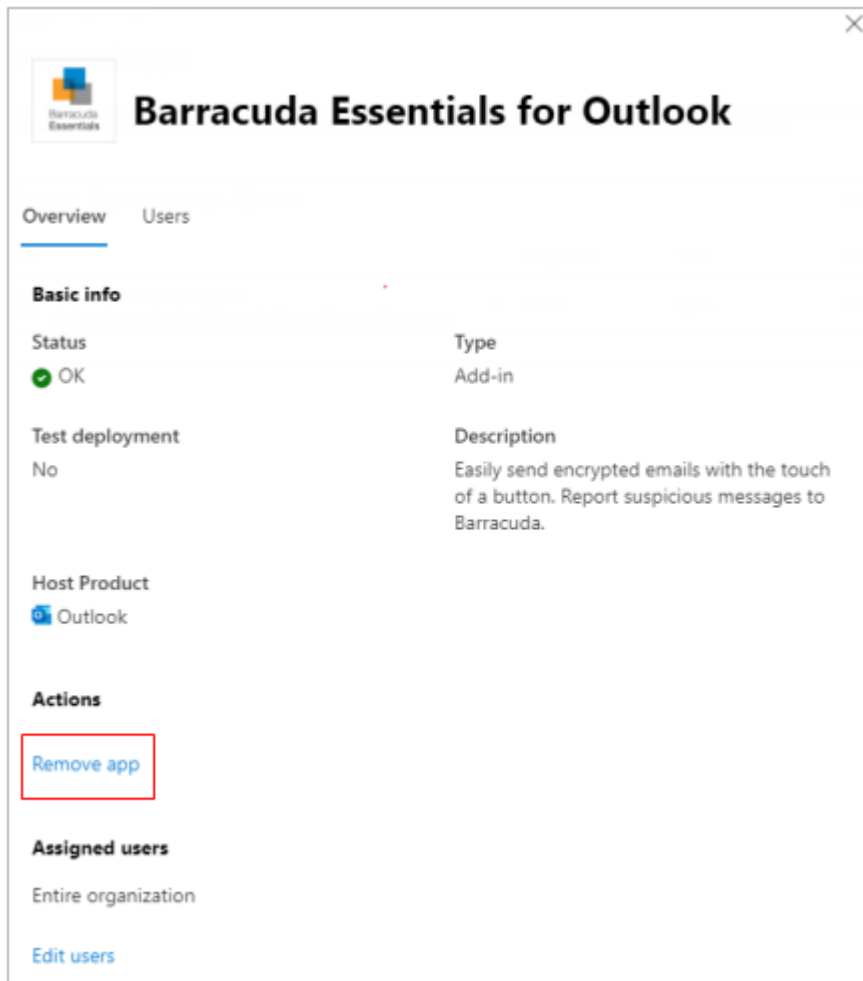 Barracuda
Essentials
Barracuda Essentials for Outlook
Overview Users
Basic info
Status Type
OK Add-in
Test deployment Description
No Easily send encrypted emails with the touch
of a button. Report suspicious messages to
Barracuda.
Host Product
Outlook
Actions
Remove app
Assigned users
Entire organization
Edit users